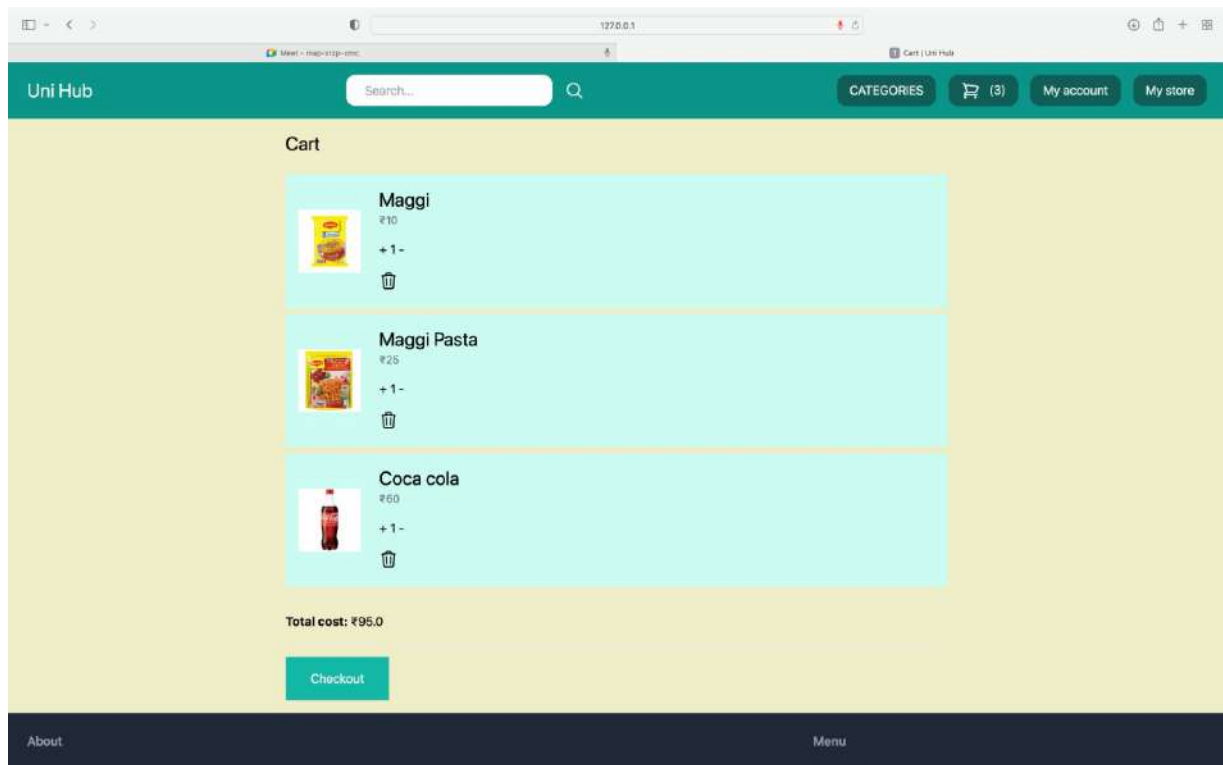 127.0.0.1
Cart | Uni Hub
Uni Hub
Search...
CATEGORIES
(3)
My account
My store
Cart
Maggi
₹10
+ 1 -
Maggi Pasta
₹25
+ 1 -
Coca cola
₹60
+ 1 -
Total cost: ₹95.0
Checkout
About
Menu